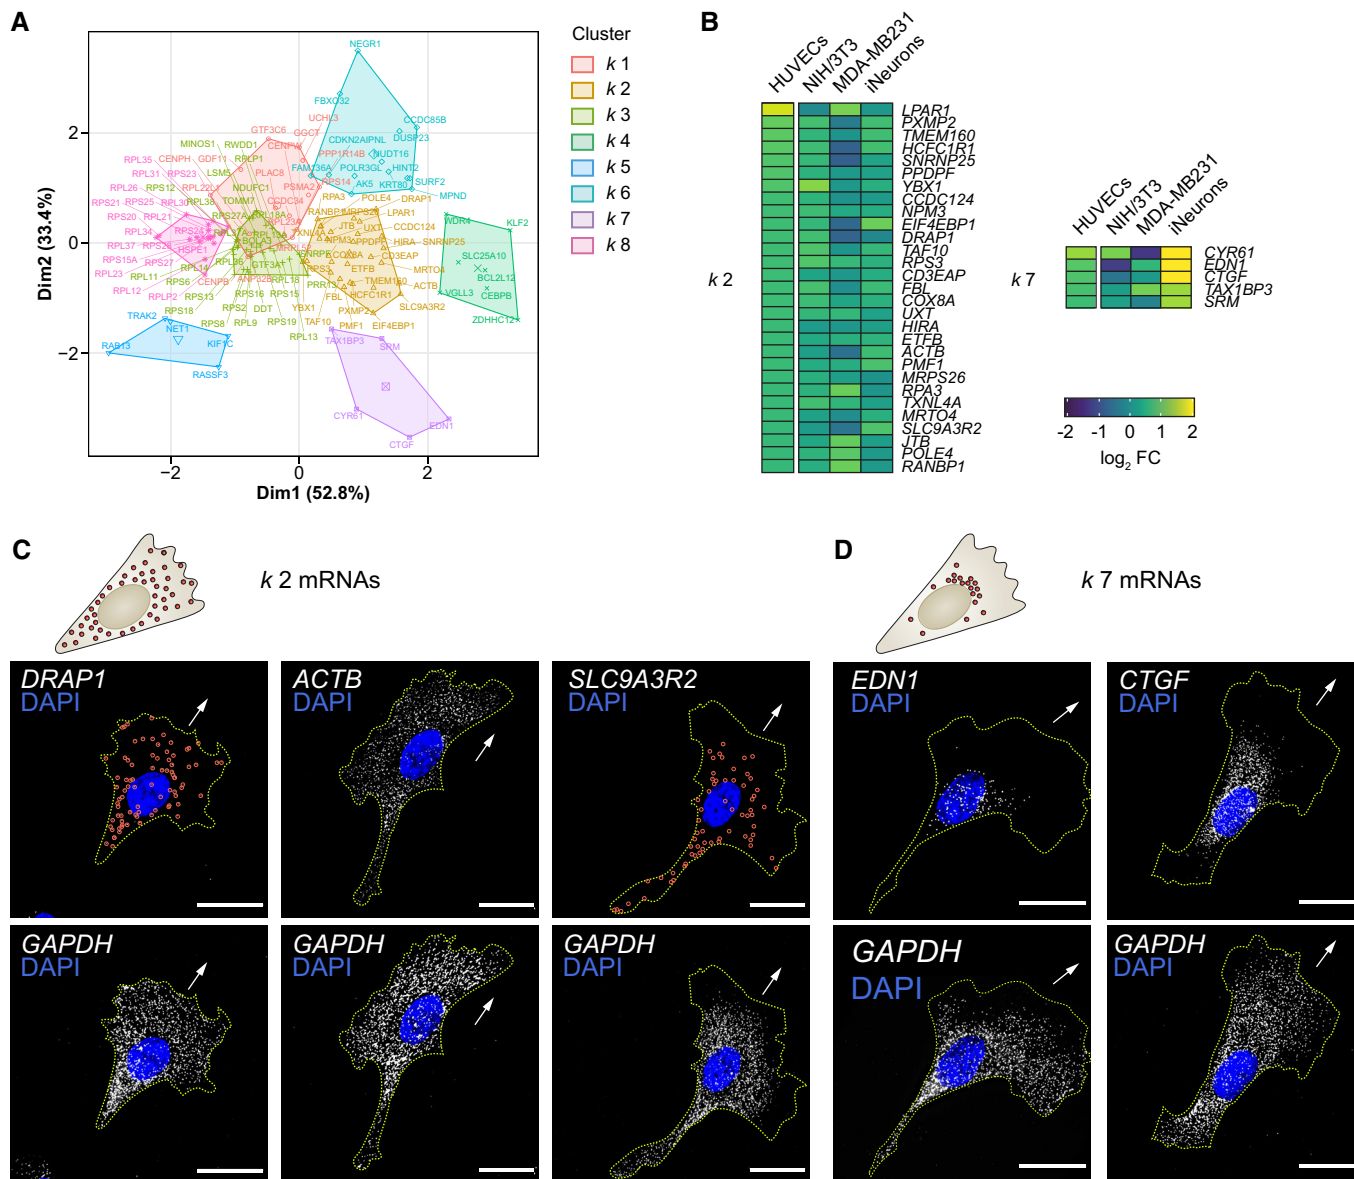 A
NEGR1
FBXO32
UCHL3
CCDC85B
DUSP23
GTF3C6
GGCT
CENPW
CDKN2AIPNL
MINOS1
RWDD1
PPP1R14B
NUDT16
RPL35
CENPH
GDF11
RPLP1
FAM136A
POLR3GL
HINT2
LSM5
PLAC8
RPS14
RPL31
RPS23
SURF2
RPL26
RPS12
RPL22L1
NDUFC1
PSMA2
AK5
KRT80
MPND
RPS21
RPS25
RPL30
RPL38
TOMM7
CCDC34
RPA3
POLE4
DRAP1
RPS20
RPL21
RPS27A
RPL18A
RANBP1
MRPS26
LPAR1
RPL34
RPS24
RPL23A
TXNL4A
JTB
UXT
CCDC124
WDR4
KLF2
RPL37
HSPE1
BOLA3
MRPL52
NPM3
PPDPF
HIRA
SNRNP25
RPS15A
RPS27
COX8A
CD3EAP
SLC25A10
RPL23
RPL14
RPL36
GTF3A
RPS3
ETFB
MRTO4
BCL2L12
RPL11
RPS6
CENPB
ANP32B
RPL18
PRR13
TMEM160
ACTB
VGLL3
CEBPB
RPL12
RPLP2
RPS13
RPS16
RPS15
FBL
HCFC1R1
SLC9A3R2
ZDHHC12
TRAK2
RPS18
RPS2
DDT
YBX1
PXMP2
NET1
RPS8
RPL9
RPS19
TAF10
PMF1
EIF4EBP1
RAB13
KIF1C
RPL13
TAX1BP3
SRM
RASSF3
CYR61
EDN1
CTGF
2
0
−2
−2
0
2
Dim2 (33.4%)
Dim1 (52.8%)
Cluster
k 1
k 2
k 3
k 4
k 5
k 6
k 7
k 8
B
HUVECs
NIH/3T3
MDA-MB231
iNeurons
k 2
LPAR1
PXMP2
TMEM160
HCFC1R1
SNRNP25
PPDPF
YBX1
CCDC124
NPM3
EIF4EBP1
DRAP1
TAF10
RPS3
CD3EAP
FBL
COX8A
UXT
HIRA
ETFB
ACTB
PMF1
MRPS26
RPA3
TXNL4A
MRTO4
SLC9A3R2
JTB
POLE4
RANBP1
HUVECs
NIH/3T3
MDA-MB231
iNeurons
k 7
CYR61
EDN1
CTGF
TAX1BP3
SRM
-2 -1 0 1 2
log2 FC
C
k 2 mRNAs
DRAP1
DAPI
ACTB
DAPI
SLC9A3R2
DAPI
GAPDH
DAPI
GAPDH
DAPI
GAPDH
DAPI
D
k 7 mRNAs
EDN1
DAPI
CTGF
DAPI
GAPDH
DAPI
GAPDH
DAPI